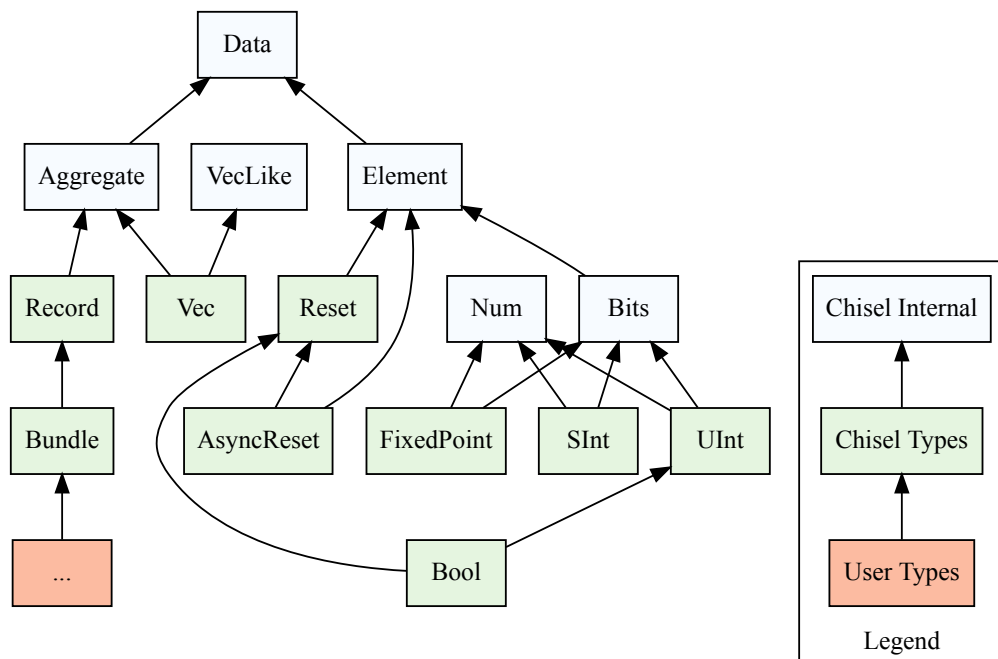 Data
Aggregate
VecLike
Element
Record
Vec
Reset
Num
Bits
Chisel Internal
Bundle
AsyncReset
FixedPoint
SInt
UInt
Chisel Types
...
Bool
User Types
Legend